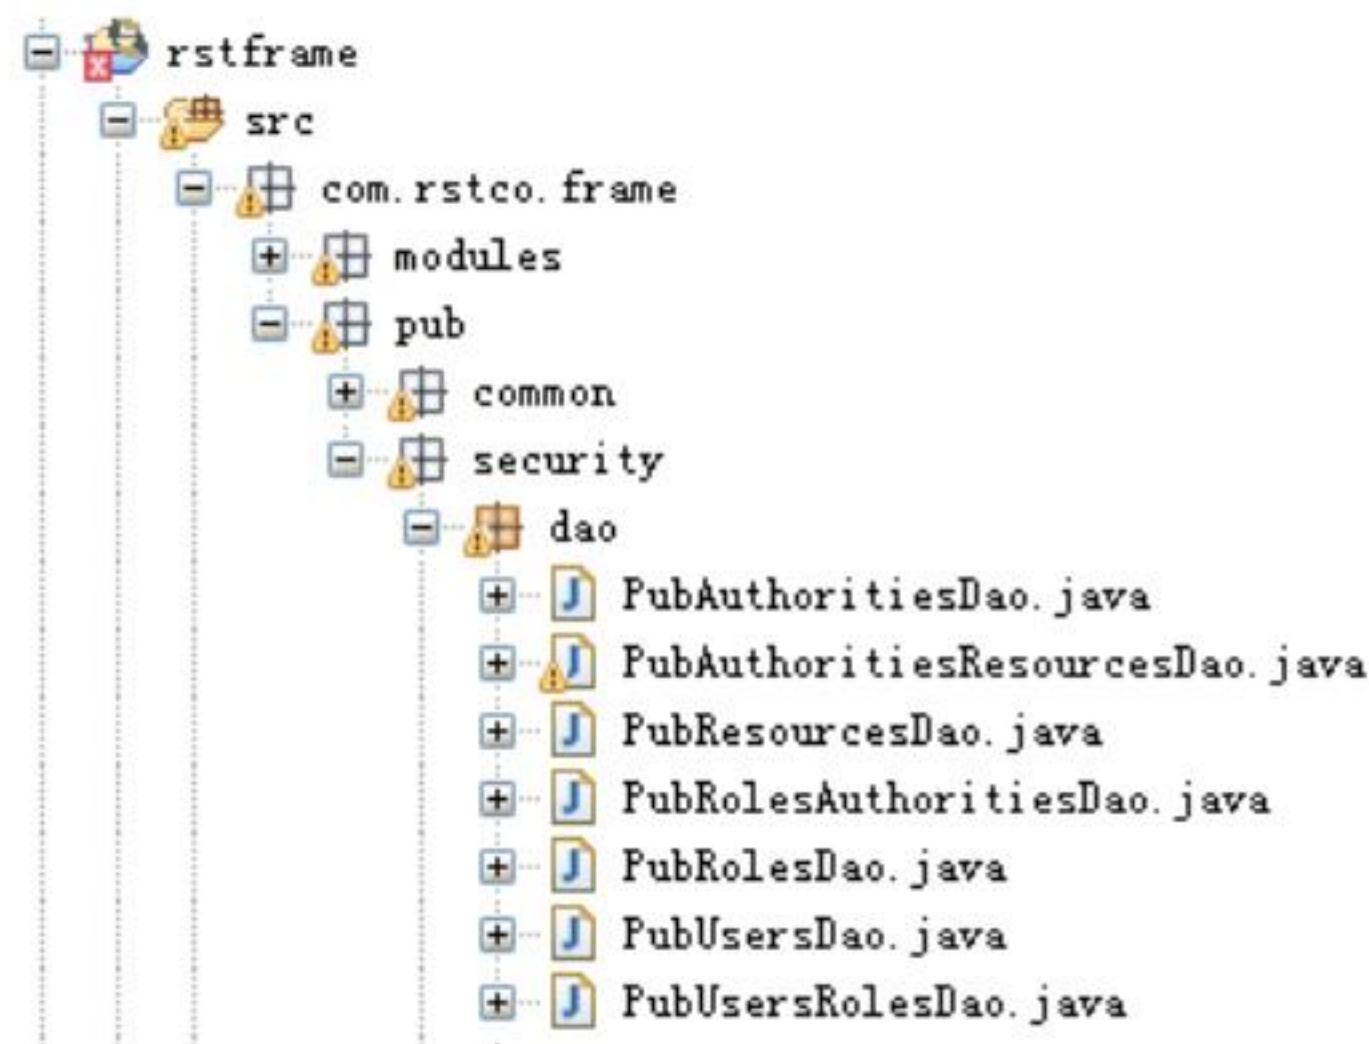 rstframe
src
com.rstco.frame
modules
pub
common
security
dao
PubAuthoritiesDao.java
PubAuthoritiesResourcesDao.java
PubResourcesDao.java
PubRolesAuthoritiesDao.java
PubRolesDao.java
PubUsersDao.java
PubUsersRolesDao.java